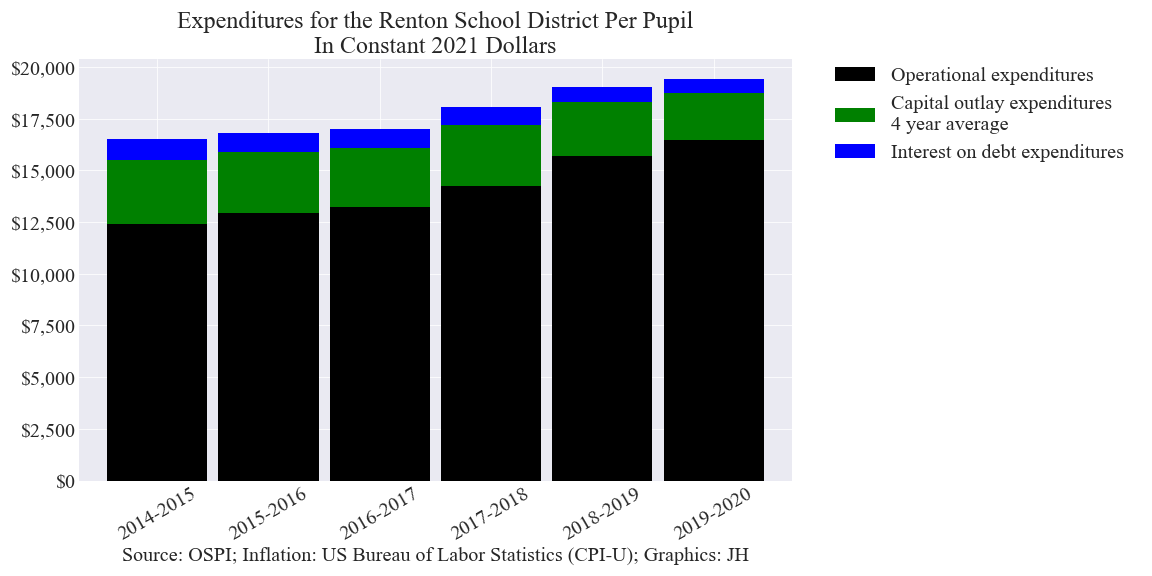 Expenditures for the Renton School District Per Pupil
In Constant 2021 Dollars
$20,000
$17,500
$15,000
$12,500
$10,000
$7,500
$5,000
$2,500
$0
Operational expenditures
Capital outlay expenditures
4 year average
Interest on debt expenditures
2014-2015
2015-2016
2016-2017
2017-2018
2018-2019
2019-2020
Source: OSPI; Inflation: US Bureau of Labor Statistics (CPI-U); Graphics: JH